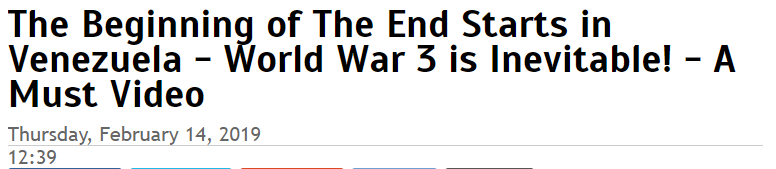 The Beginning of The End Starts in
Venezuela – World War 3 is Inevitable! – A
Must Video
Thursday, February 14, 2019
12:39